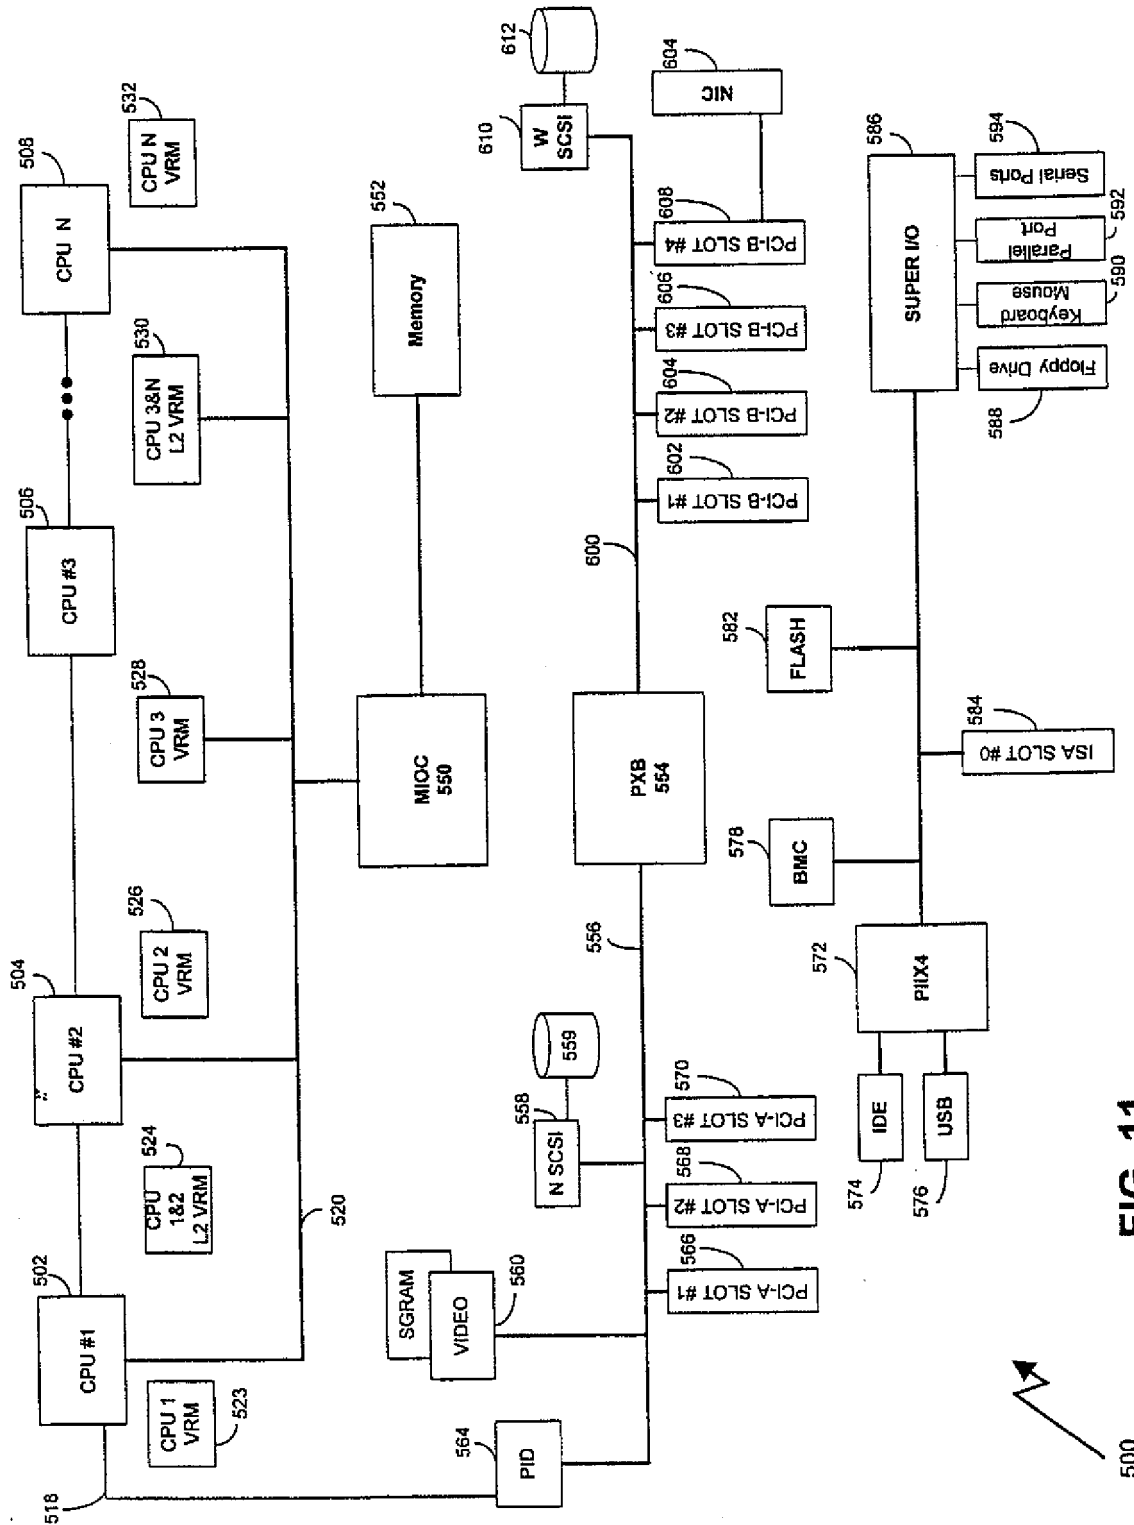 502
CPU #1
504
CPU #2
506
CPU #3
508
CPU N
518
CPU 1
VRM
523
524
CPU
1&2
L2 VRM
526
CPU 2
VRM
528
CPU 3
VRM
530
CPU 3&N
L2 VRM
532
CPU N
VRM
520
MIOC
550
Memory
552
SGRAM
VIDEO
560
564
PID
558
N SCSI
559
556
PXB
554
600
610
W
SCSI
612
604
NIC
566
PCI-A SLOT #1
568
PCI-A SLOT #2
570
PCI-A SLOT #3
602
PCI-B SLOT #1
604
PCI-B SLOT #2
606
PCI-B SLOT #3
608
PCI-B SLOT #4
574
IDE
576
USB
572
PIIX4
578
BMC
582
FLASH
584
ISA SLOT #0
586
SUPER I/O
588
Floppy Drive
Keyboard
Mouse
590
Parallel
Port
592
Serial Ports
594
500
FIG. 11